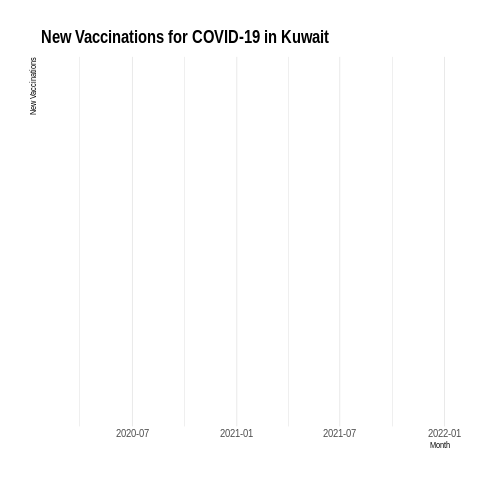 New Vaccinations for COVID-19 in Kuwait
New Vaccinations
2020-07
2021-01
2021-07
2022-01
Month